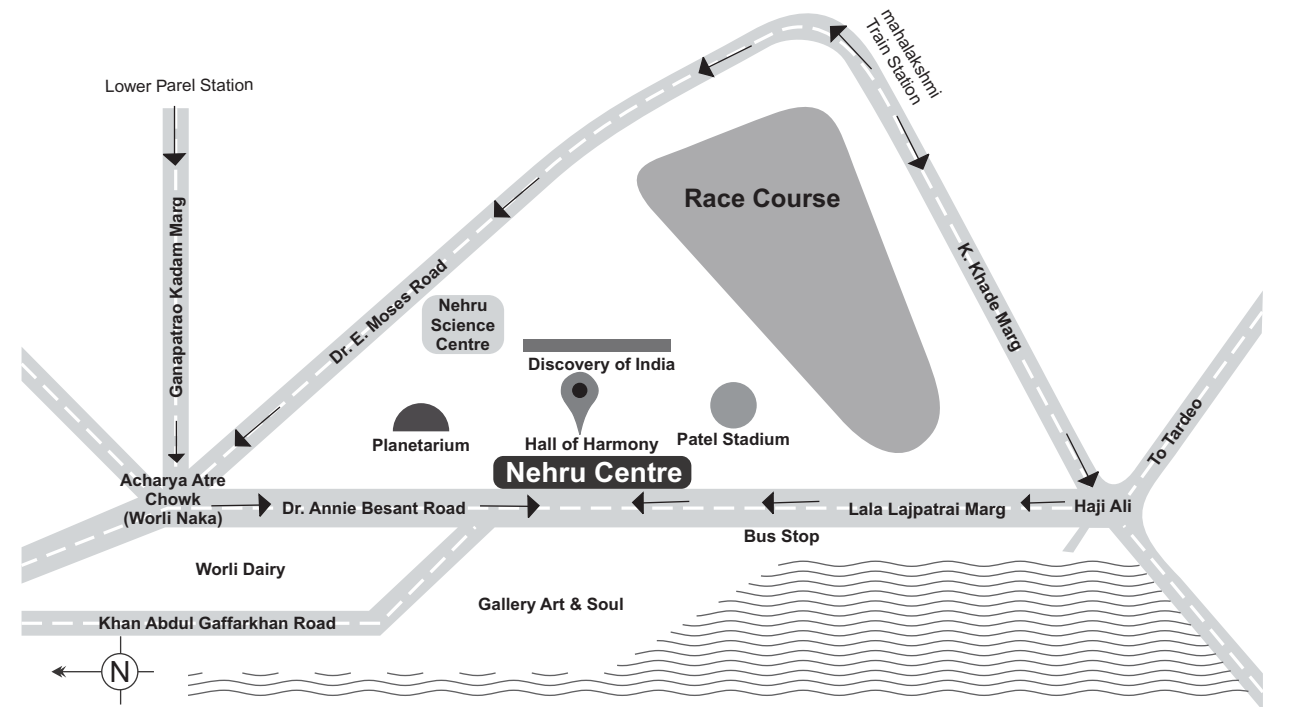 mahalakshmi
Train Station
Lower Parel Station
Ganapatrao Kadam Marg
Race Course
K. Khade Marg
Dr. E. Moses Road
Nehru
Science
Centre
Discovery of India
To Tardeo
Planetarium
Hall of Harmony
Patel Stadium
Nehru Centre
Acharya Atre
Chowk
(Worli Naka)
Dr. Annie Besant Road
Lala Lajpatrai Marg
Haji Ali
Bus Stop
Worli Dairy
Gallery Art & Soul
Khan Abdul Gaffarkhan Road
N